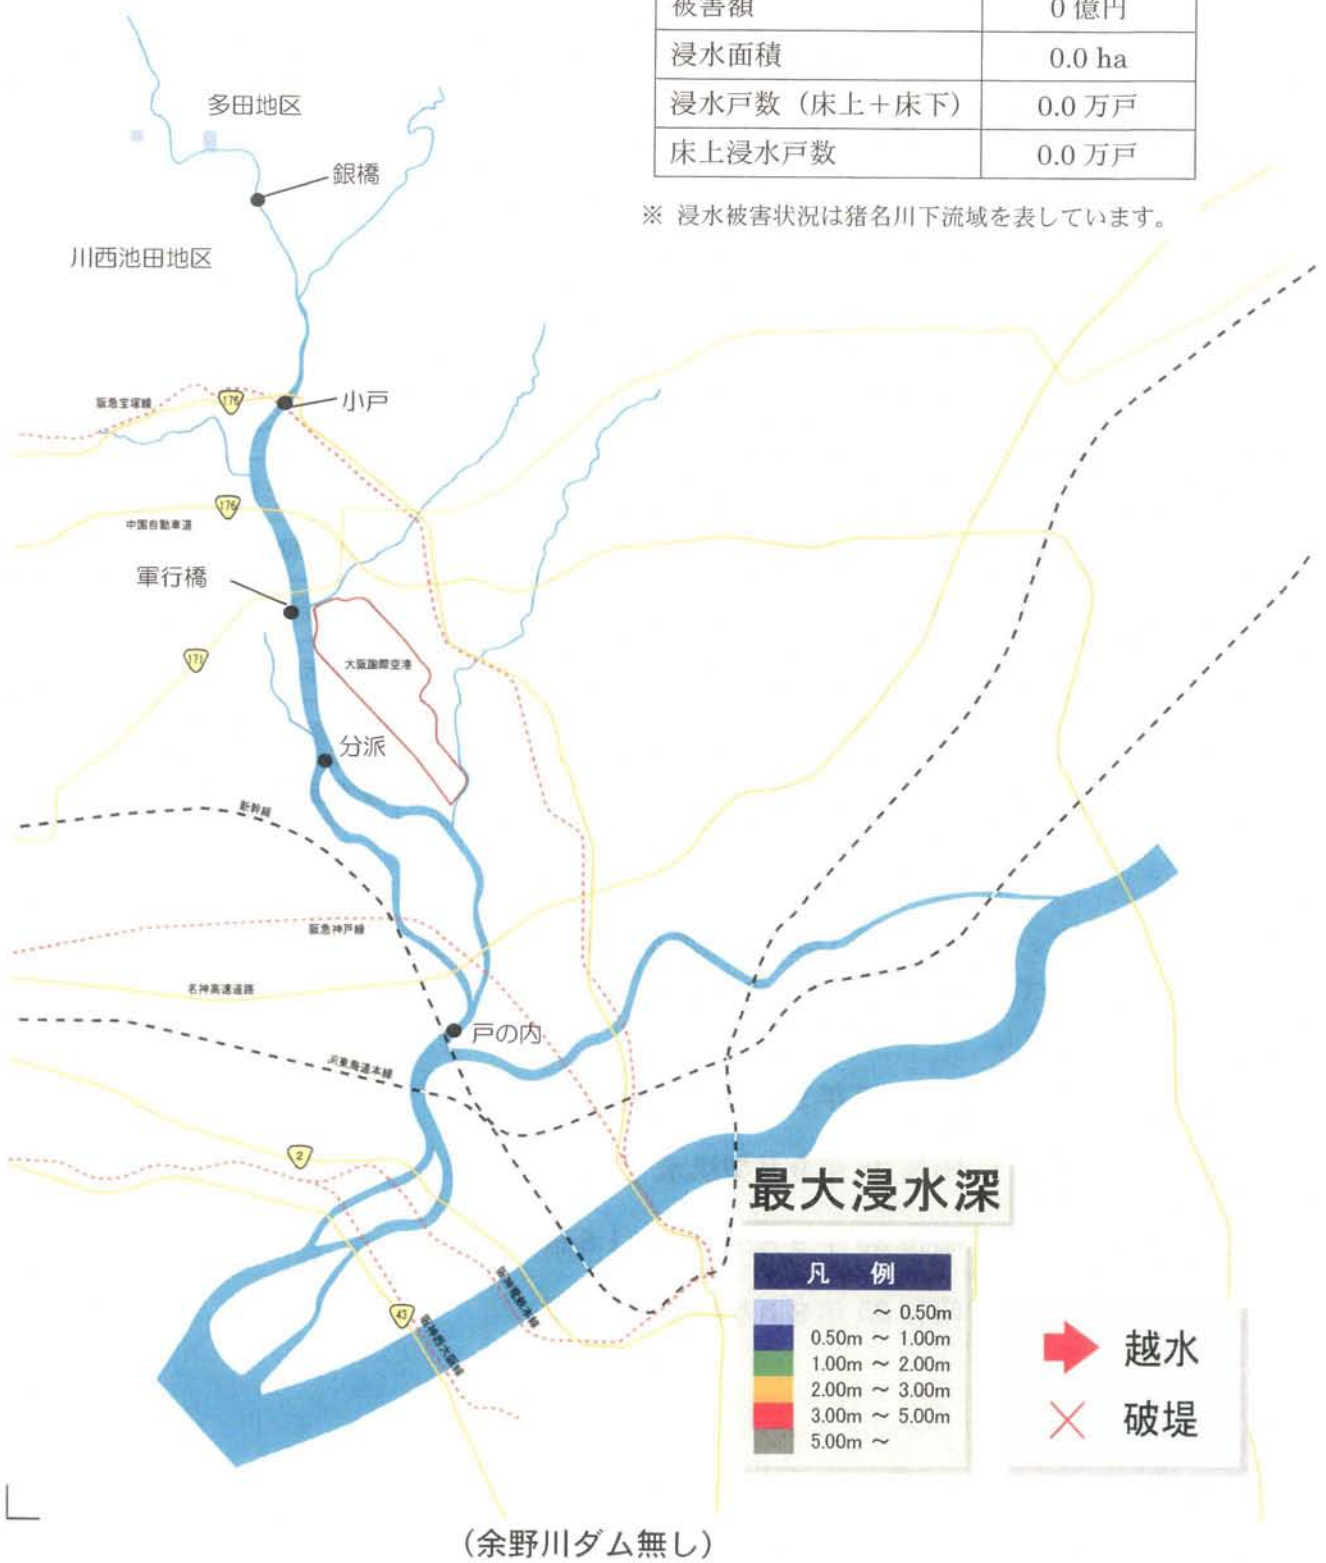 被害額 0 億円
浸水面積 0.0 ha
浸水戸数（床上＋床下） 0.0 万戸
床上浸水戸数 0.0 万戸
※ 浸水被害状況は猪名川下流域を表しています。
多田地区
銀橋
川西池田地区
阪急宝塚線
176
小戸
176
中国自動車道
軍行橋
171
大阪国際空港
分派
新幹線
阪急神戸線
名神高速道路
戸の内
JR東海道本線
2
43
阪神電鉄本線
阪神西大阪線
最大浸水深
凡 例
～ 0.50m
0.50m ～ 1.00m
1.00m ～ 2.00m
2.00m ～ 3.00m
3.00m ～ 5.00m
5.00m ～
越水
破堤
（余野川ダム無し）